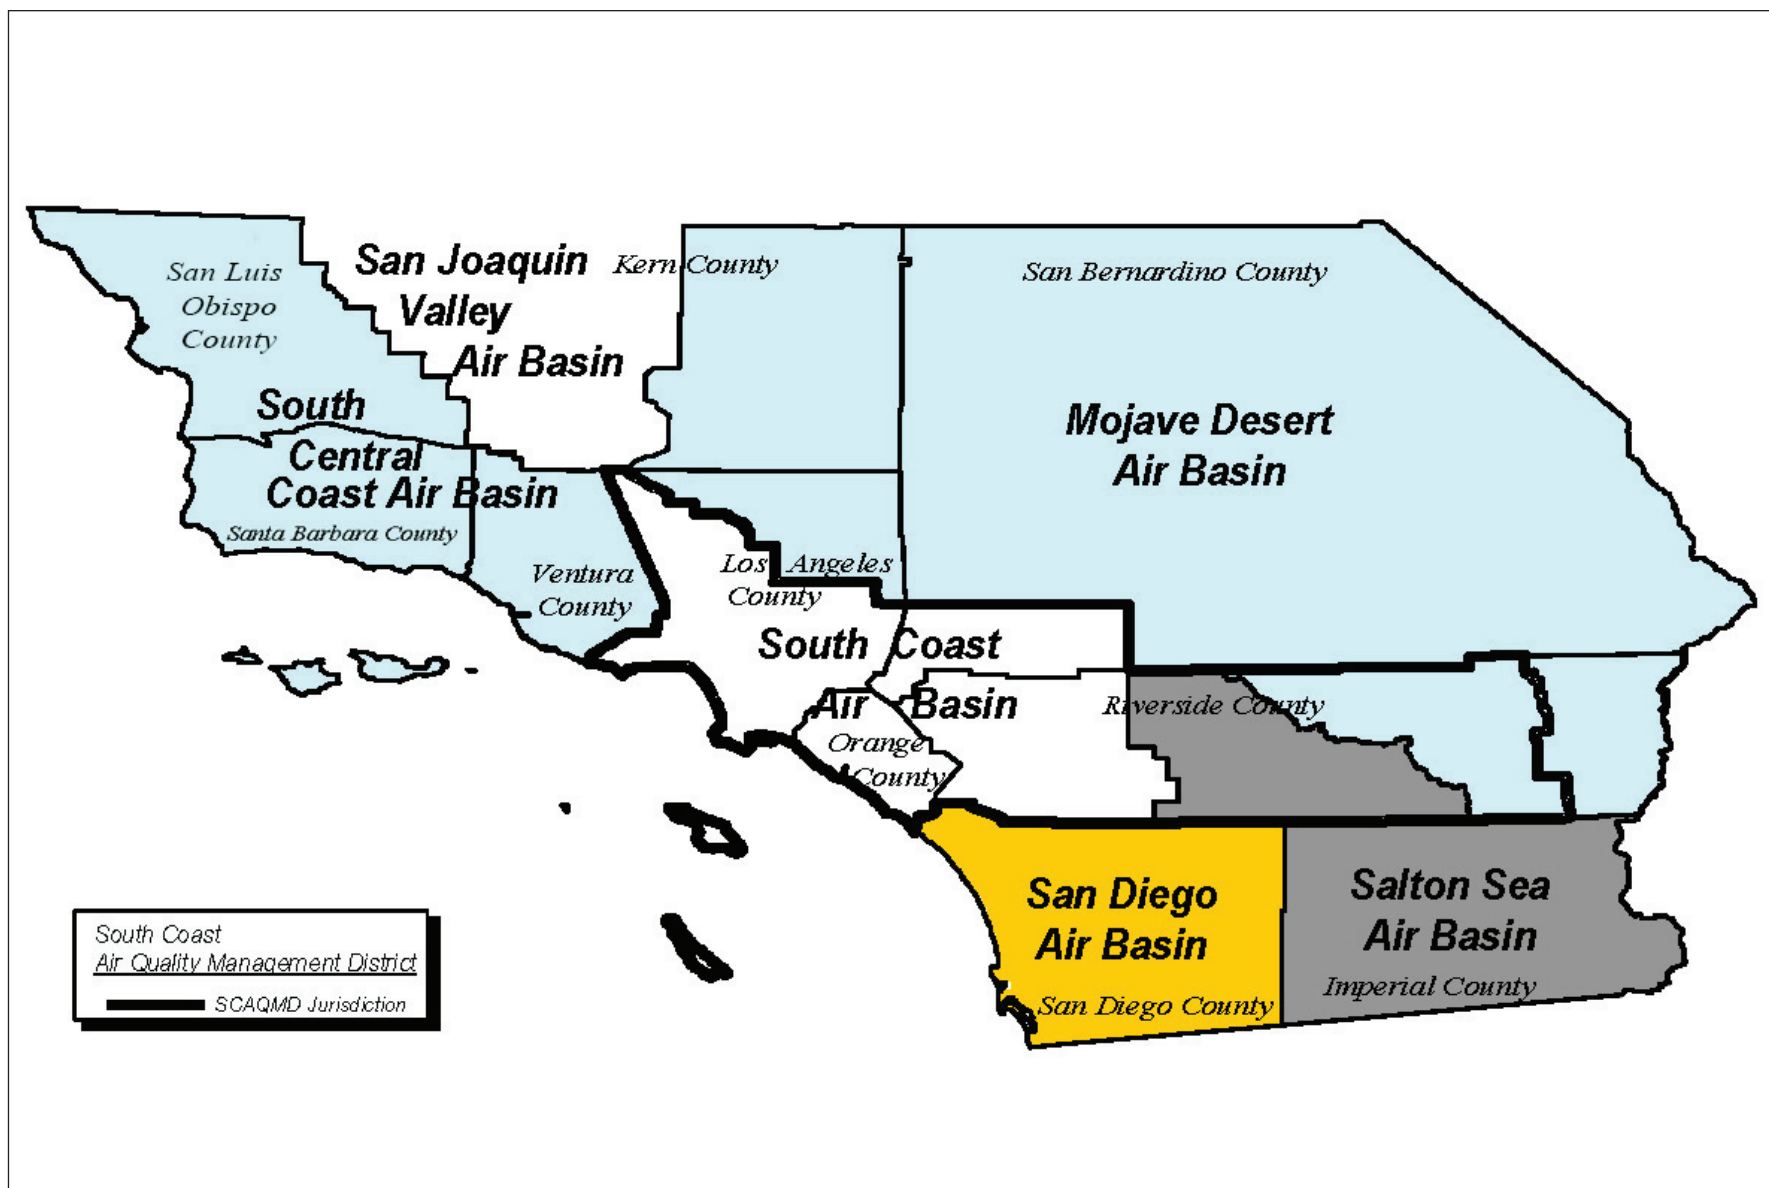 San Joaquin
Valley
Air Basin
Kern County
San Bernardino County
San Luis
Obispo
County
South
Central
Coast Air Basin
Santa Barbara County
Mojave Desert
Air Basin
Ventura
County
Los Angeles
County
South Coast
Air Basin
Orange
County
Riverside County
San Diego
Air Basin
San Diego County
Salton Sea
Air Basin
Imperial County
South Coast
Air Quality Management District
SCAQMD Jurisdiction